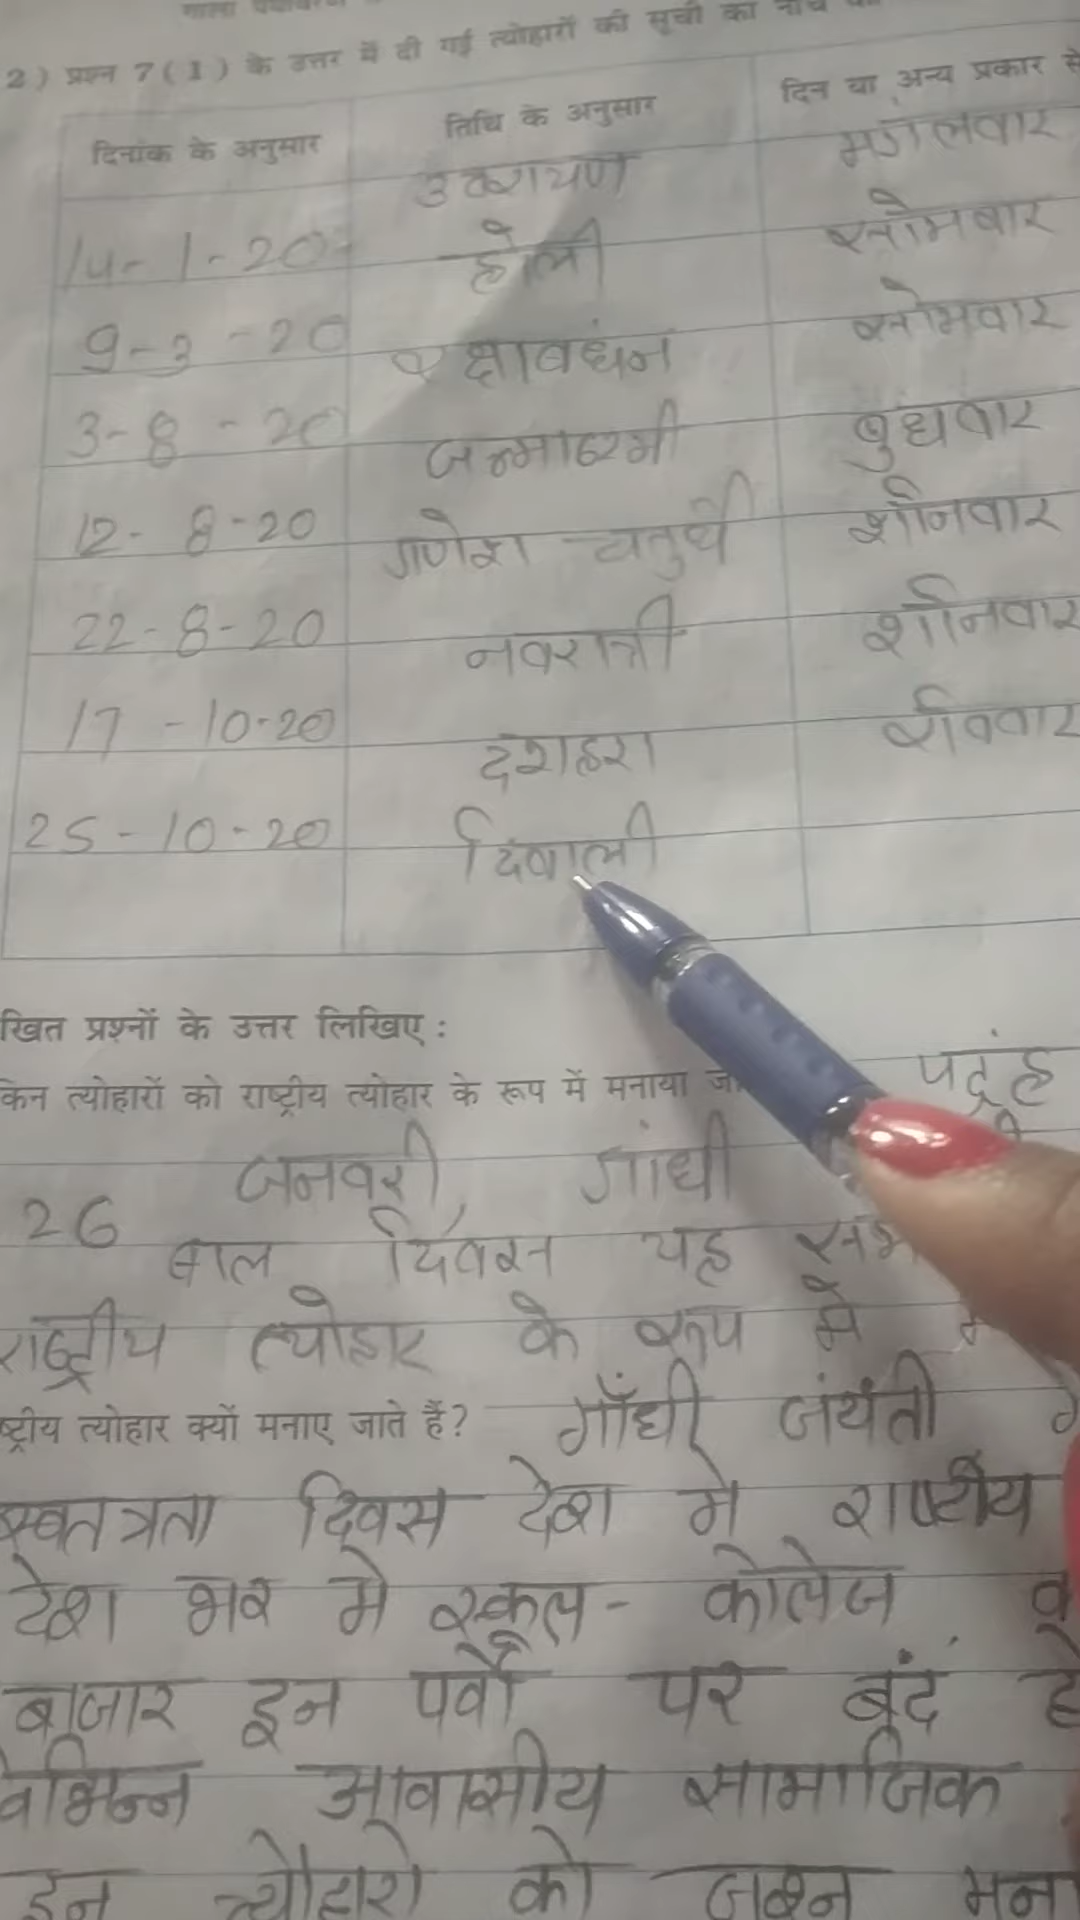 2) प्रश्न 7 (1) के उत्तर में दी गई त्योहारों की सूची को नीचे
दिनांक के अनुसार तिथि के अनुसार दिन या अन्य प्रकार से
उत्तरायण मंगलवार
14-1-20 होली सोमवार
9-3-20 रक्षाबंधन सोमवार
3-8-20 जन्माष्टमी बुधवार
12-8-20 गणेश चतुर्थी शनिवार
22-8-20 नवरात्री शनिवार
17-10-20 दशहरा रविवार
25-10-20 दिवाली
खित प्रश्नों के उत्तर लिखिए :
किन त्योहारों को राष्ट्रीय त्योहार के रूप में मनाया पद्रंह
26 जनवरी, गांधी
बाल दिवस यह
राष्ट्रीय त्योहार के रूप मे
ष्ट्रीय त्योहार क्यों मनाए जाते हैं? गाँधी जंयंती
स्वतत्रता दिवस देश मे राष्टीय
देश भर मे स्कूल - कोलेज
बाजार इन पर्वो पर बंद
विभिन्न आवासीय सामाजिक
इन त्यौहारो को जश्न